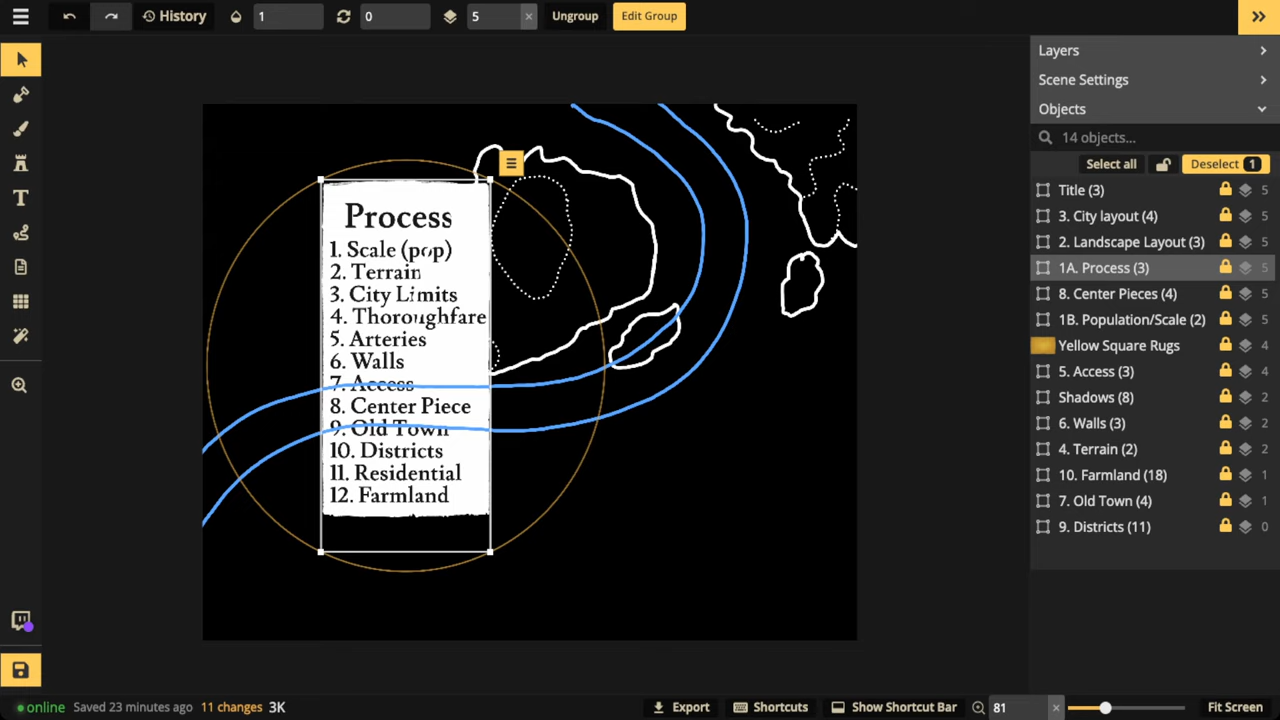 History
1
0
5
×
Ungroup
Edit Group
Layers
Scene Settings
Objects
14 objects...
Select all
Deselect 1
Title (3) 5
3. City layout (4) 5
2. Landscape Layout (3) 5
1A. Process (3) 5
8. Center Pieces (4) 5
1B. Population/Scale (2) 5
Yellow Square Rugs 4
5. Access (3) 4
Shadows (8) 2
6. Walls (3) 2
4. Terrain (2) 2
10. Farmland (18) 1
7. Old Town (4) 1
9. Districts (11) 0
Process
1. Scale (pop)
2. Terrain
3. City Limits
4. Thoroughfare
5. Arteries
6. Walls
7. Access
8. Center Piece
9. Old Town
10. Districts
11. Residential
12. Farmland
online
Saved 23 minutes ago
11 changes
3K
Export
Shortcuts
Show Shortcut Bar
81
×
Fit Screen